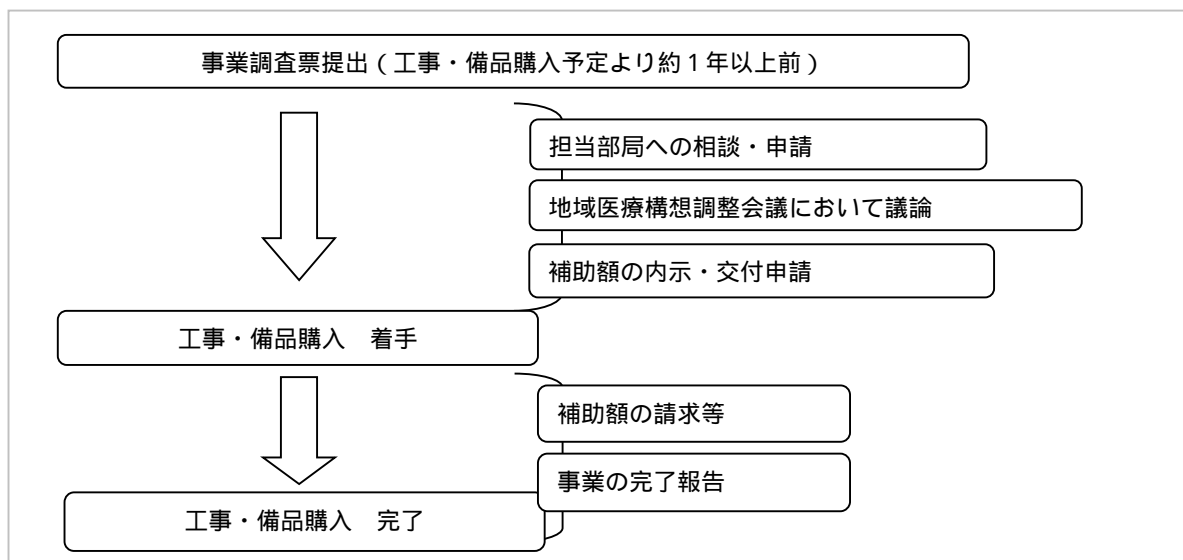 事業調査票提出（工事・備品購入予定より約１年以上前）
担当部局への相談・申請
地域医療構想調整会議において議論
補助額の内示・交付申請
工事・備品購入　着手
補助額の請求等
事業の完了報告
工事・備品購入　完了